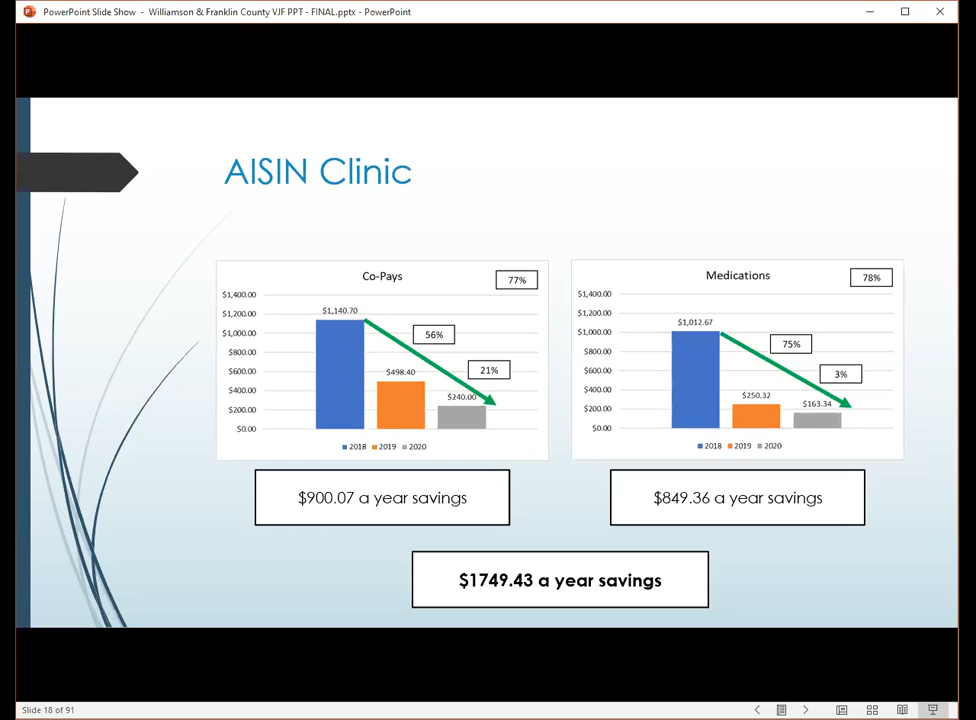 PowerPoint Slide Show - Williamson & Franklin County VJF PPT - FINAL.pptx - PowerPoint
AISIN Clinic
Co-Pays
77%
$1,400.00
$1,200.00
$1,000.00
$800.00
$600.00
$400.00
$200.00
$0.00
$1,140.70
56%
21%
$498.40
$240.00
2018 2019 2020
$900.07 a year savings
Medications
78%
$1,400.00
$1,200.00
$1,000.00
$800.00
$600.00
$400.00
$200.00
$0.00
$1,012.67
75%
3%
$250.32
$163.34
2018 2019 2020
$849.36 a year savings
$1749.43 a year savings
Slide 18 of 91